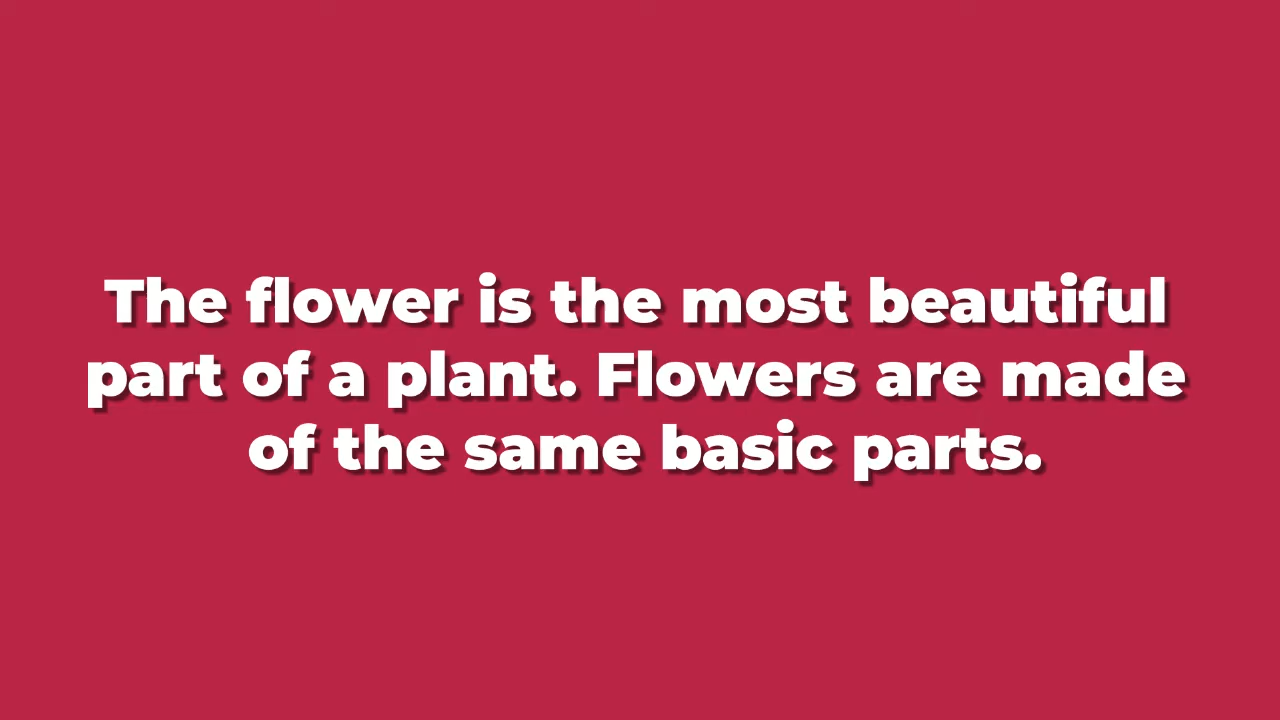 The flower is the most beautiful
part of a plant. Flowers are made
of the same basic parts.